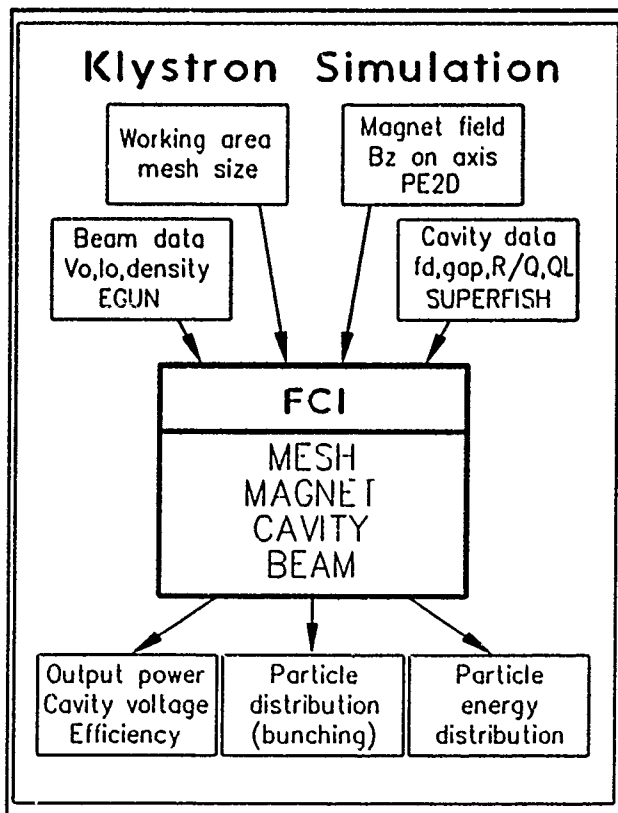 Klystron Simulation
Working area
mesh size
Magnet field
Bz on axis
PE2D
Beam data
Vo,Io,density
EGUN
Cavity data
fd,gap,R/Q,QL
SUPERFISH
FCI
MESH
MAGNET
CAVITY
BEAM
Output power
Cavity voltage
Efficiency
Particle
distribution
(bunching)
Particle
energy
distribution